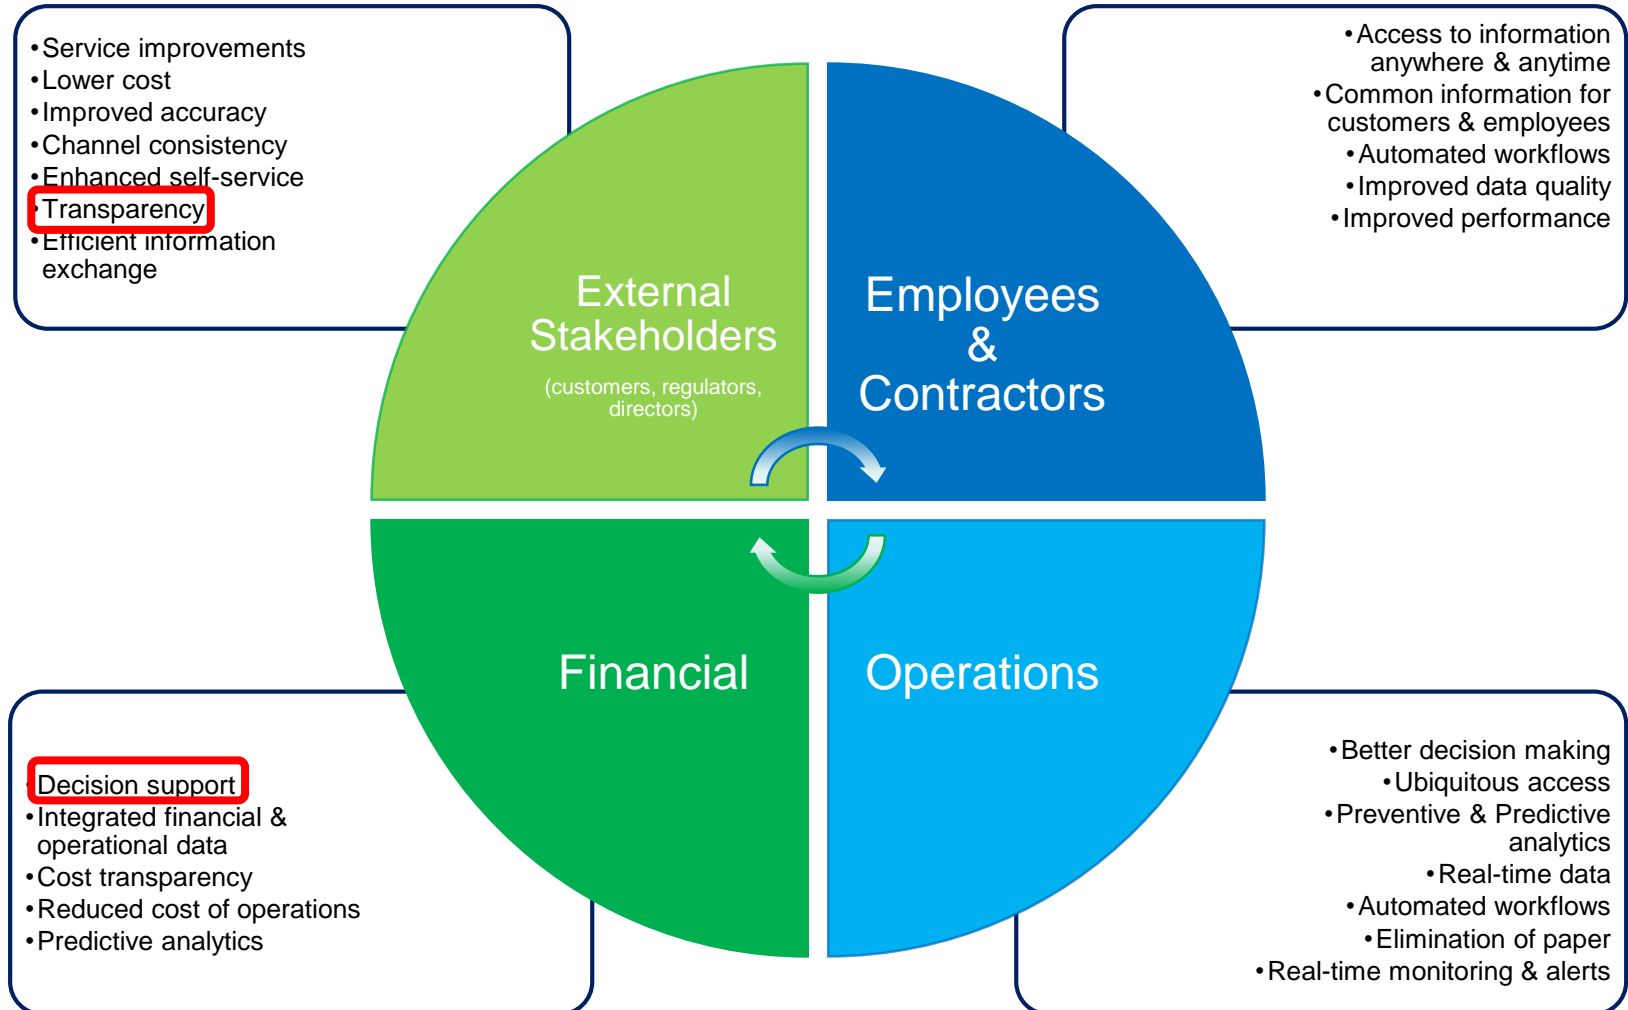 •Service improvements
•Lower cost
•Improved accuracy
•Channel consistency
•Enhanced self-service
•Transparency
•Efficient information
exchange
•Access to information
anywhere & anytime
•Common information for
customers & employees
•Automated workflows
•Improved data quality
•Improved performance
External
Stakeholders
(customers, regulators,
directors)
Employees
&
Contractors
Financial
Operations
•Decision support
•Integrated financial &
operational data
•Cost transparency
•Reduced cost of operations
•Predictive analytics
•Better decision making
•Ubiquitous access
•Preventive & Predictive
analytics
•Real-time data
•Automated workflows
•Elimination of paper
•Real-time monitoring & alerts